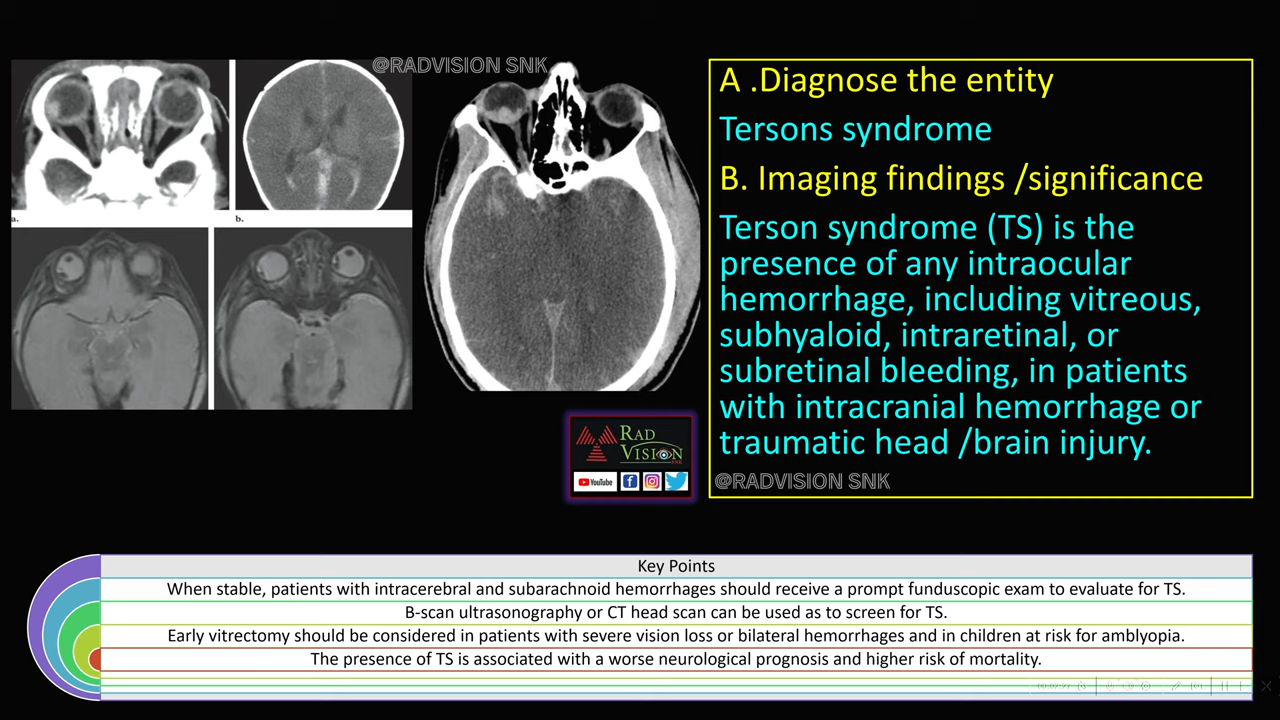 @RADVISION SNK
a.
b.
A .Diagnose the entity
Tersons syndrome
B. Imaging findings /significance
Terson syndrome (TS) is the
presence of any intraocular
hemorrhage, including vitreous,
subhyaloid, intraretinal, or
subretinal bleeding, in patients
with intracranial hemorrhage or
traumatic head /brain injury.
@RADVISION SNK
RAD
VISION
SNK
YouTube
Key Points
When stable, patients with intracerebral and subarachnoid hemorrhages should receive a prompt funduscopic exam to evaluate for TS.
B-scan ultrasonography or CT head scan can be used as to screen for TS.
Early vitrectomy should be considered in patients with severe vision loss or bilateral hemorrhages and in children at risk for amblyopia.
The presence of TS is associated with a worse neurological prognosis and higher risk of mortality.